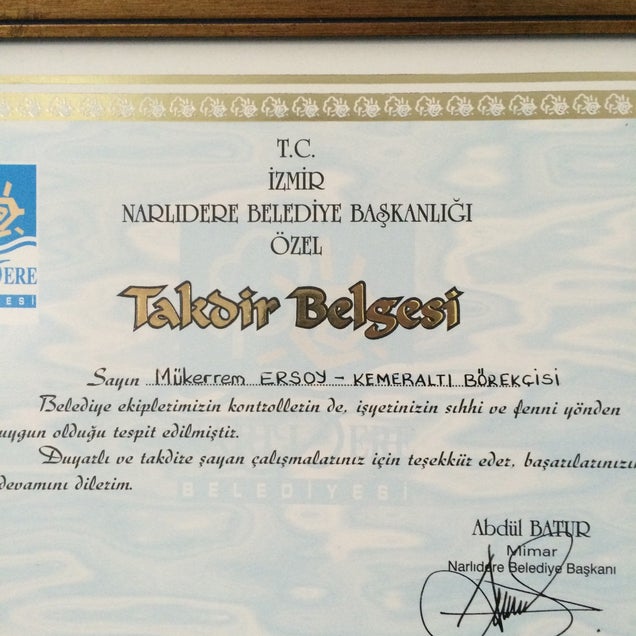 T.C.
İZMİR
NARLIDERE BELEDİYE BAŞKANLIĞI
ÖZEL
Takdir Belgesi
Sayın Mükerrem ERSOY - KEMERALTI BÖREKÇİSİ
Belediye ekiplerimizin kontrollerin de, işyerinizin sıhhi ve fenni yönden
uygun olduğu tespit edilmiştir.
Duyarlı ve takdire şayan çalışmalarınız için teşekkür eder, başarılarınızın
devamını dilerim.
BELEDİYESİ
Abdül BATUR
Mimar
Narlıdere Belediye Başkanı